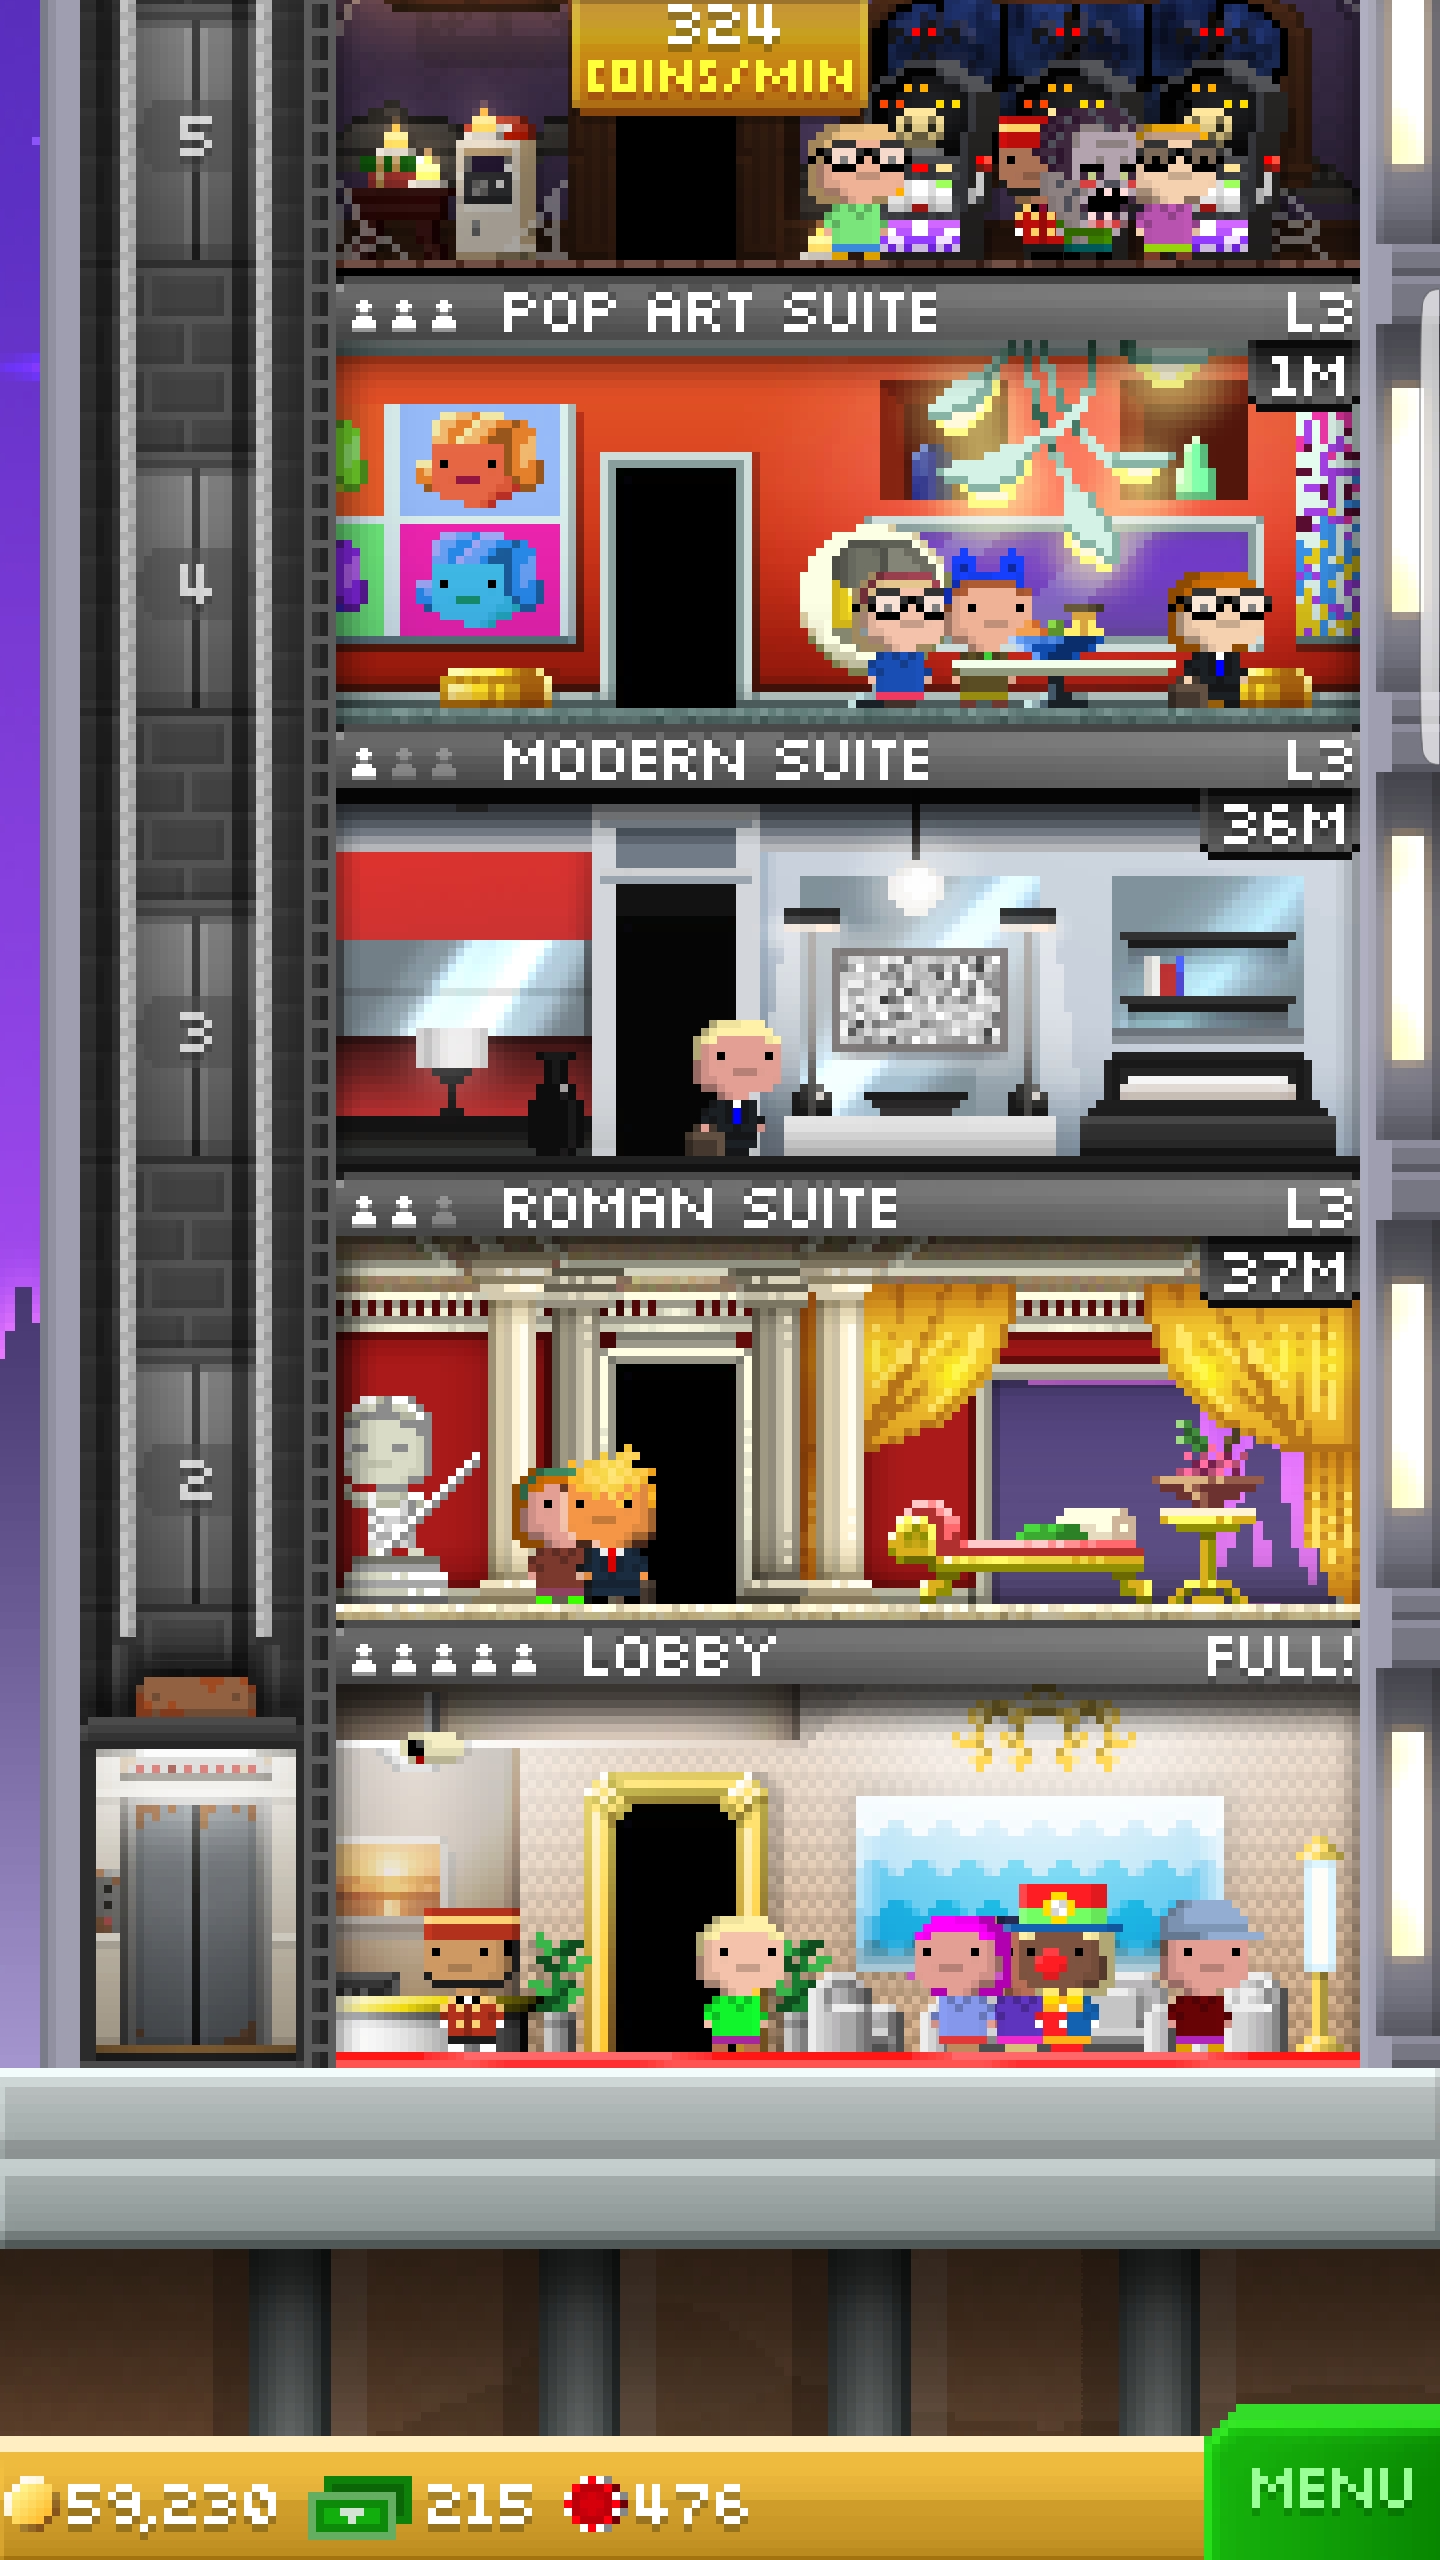 324
COINS/MIN
5
POP ART SUITE L3
1M
4
MODERN SUITE L3
36M
3
ROMAN SUITE L3
37M
2
LOBBY FULL!
59,230 215 476
MENU